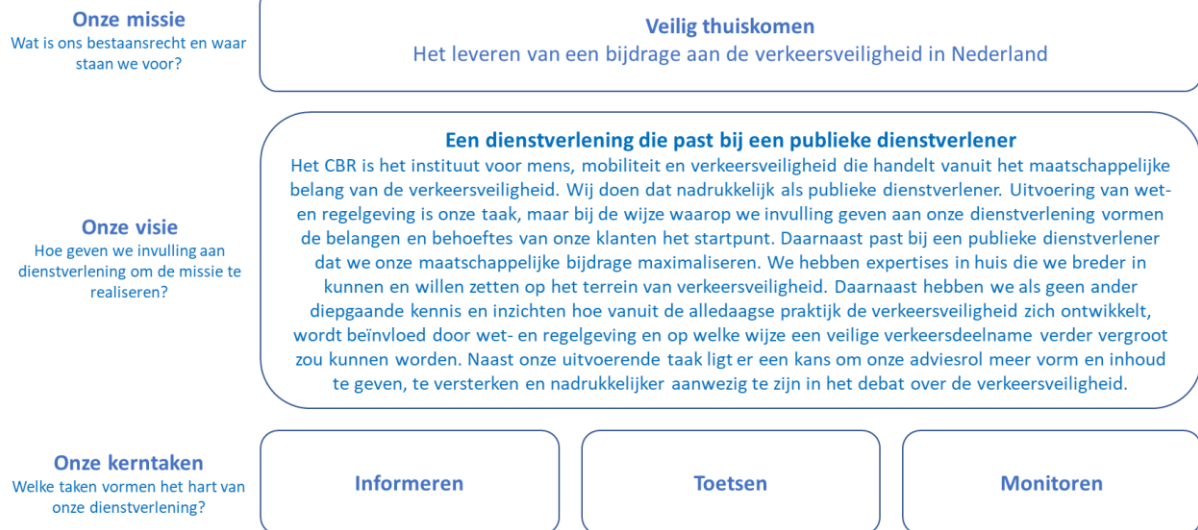 Onze missie
Wat is ons bestaansrecht en waar
staan we voor?
Veilig thuiskomen
Het leveren van een bijdrage aan de verkeersveiligheid in Nederland
Onze visie
Hoe geven we invulling aan
dienstverlening om de missie te
realiseren?
Een dienstverlening die past bij een publieke dienstverlener
Het CBR is het instituut voor mens, mobiliteit en verkeersveiligheid die handelt vanuit het maatschappelijke
belang van de verkeersveiligheid. Wij doen dat nadrukkelijk als publieke dienstverlener. Uitvoering van wet-
en regelgeving is onze taak, maar bij de wijze waarop we invulling geven aan onze dienstverlening vormen
de belangen en behoeftes van onze klanten het startpunt. Daarnaast past bij een publieke dienstverlener
dat we onze maatschappelijke bijdrage maximaliseren. We hebben expertises in huis die we breder in
kunnen en willen zetten op het terrein van verkeersveiligheid. Daarnaast hebben we als geen ander
diepgaande kennis en inzichten hoe vanuit de alledaagse praktijk de verkeersveiligheid zich ontwikkelt,
wordt beïnvloed door wet- en regelgeving en op welke wijze een veilige verkeersdeelname verder vergroot
zou kunnen worden. Naast onze uitvoerende taak ligt er een kans om onze adviesrol meer vorm en inhoud
te geven, te versterken en nadrukkelijker aanwezig te zijn in het debat over de verkeersveiligheid.
Onze kerntaken
Welke taken vormen het hart van
onze dienstverlening?
Informeren
Toetsen
Monitoren